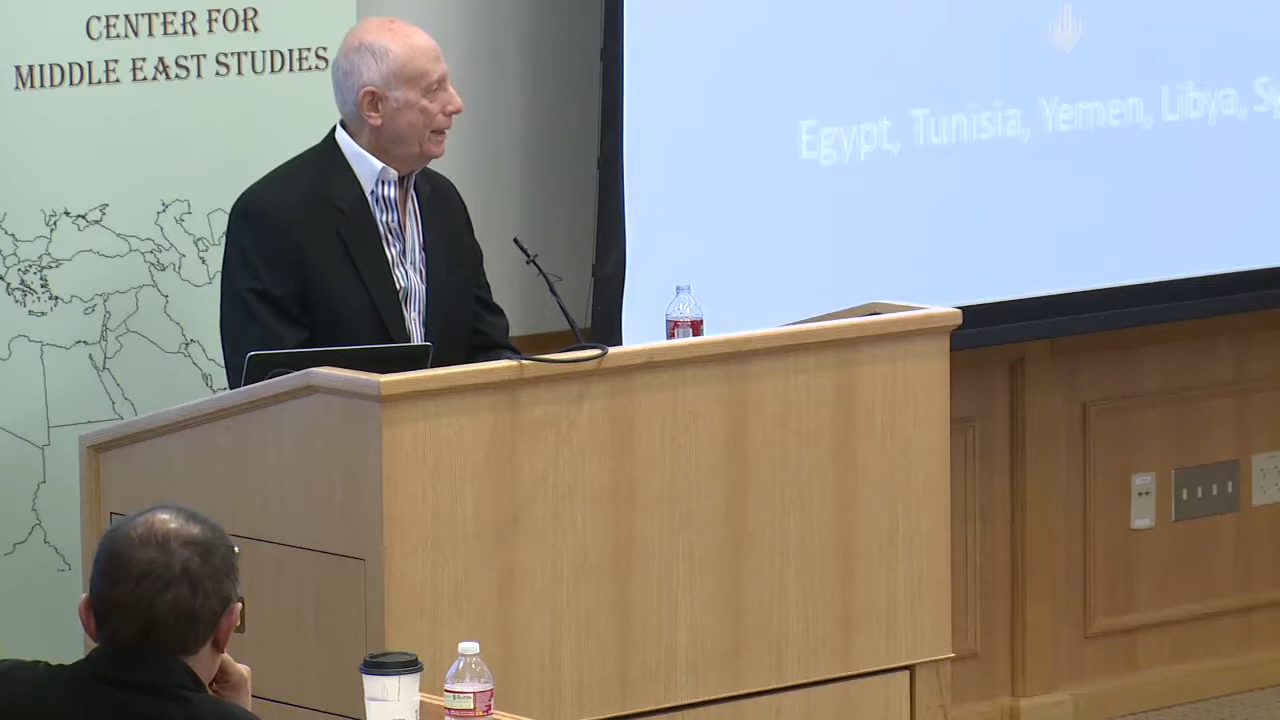 CENTER FOR
MIDDLE EAST STUDIES
Egypt, Tunisia, Yemen, Libya,